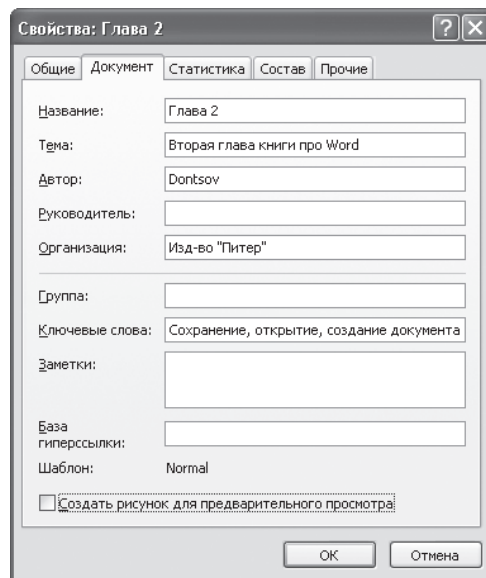 Свойства: Глава 2
Общие Документ Статистика Состав Прочие
Название: Глава 2
Тема: Вторая глава книги про Word
Автор: Dontsov
Руководитель:
Организация: Изд-во "Питер"
Группа:
Ключевые слова: Сохранение, открытие, создание документа
Заметки:
База
гиперссылки:
Шаблон: Normal
Создать рисунок для предварительного просмотра
ОК Отмена